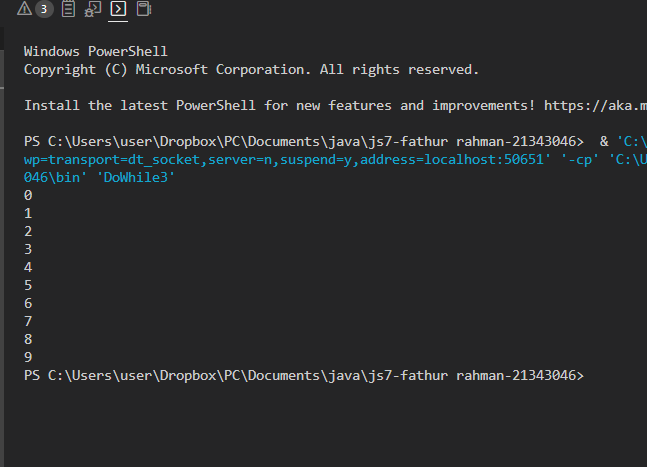 3
Windows PowerShell
Copyright (C) Microsoft Corporation. All rights reserved.
Install the latest PowerShell for new features and improvements! https://aka.m
PS C:\Users\user\Dropbox\PC\Documents\java\js7-fathur rahman-21343046>  & 'C:\
wp=transport=dt_socket,server=n,suspend=y,address=localhost:50651' '-cp' 'C:\U
046\bin' 'DoWhile3'
0
1
2
3
4
5
6
7
8
9
PS C:\Users\user\Dropbox\PC\Documents\java\js7-fathur rahman-21343046>